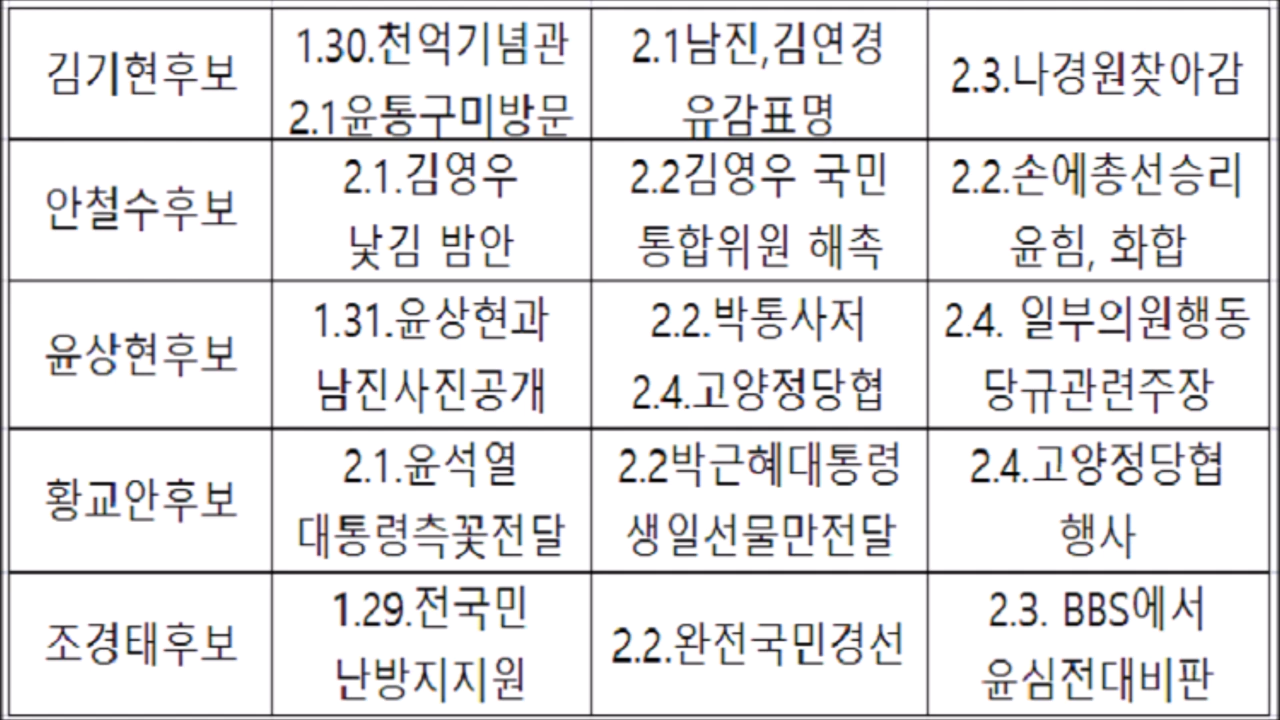 김기현후보
1.30.천억기념관
2.1윤통구미방문
2.1남진,김연경
유감표명
2.3.나경원찾아감
안철수후보
2.1.김영우
낮김 밤안
2.2김영우 국민
통합위원 해촉
2.2.손에총선승리
윤힘, 화합
윤상현후보
1.31.윤상현과
남진사진공개
2.2.박통사저
2.4.고양정당협
2.4. 일부의원행동
당규관련주장
황교안후보
2.1.윤석열
대통령측꽃전달
2.2박근혜대통령
생일선물만전달
2.4.고양정당협
행사
조경태후보
1.29.전국민
난방지지원
2.2.완전국민경선
2.3. BBS에서
윤심전대비판